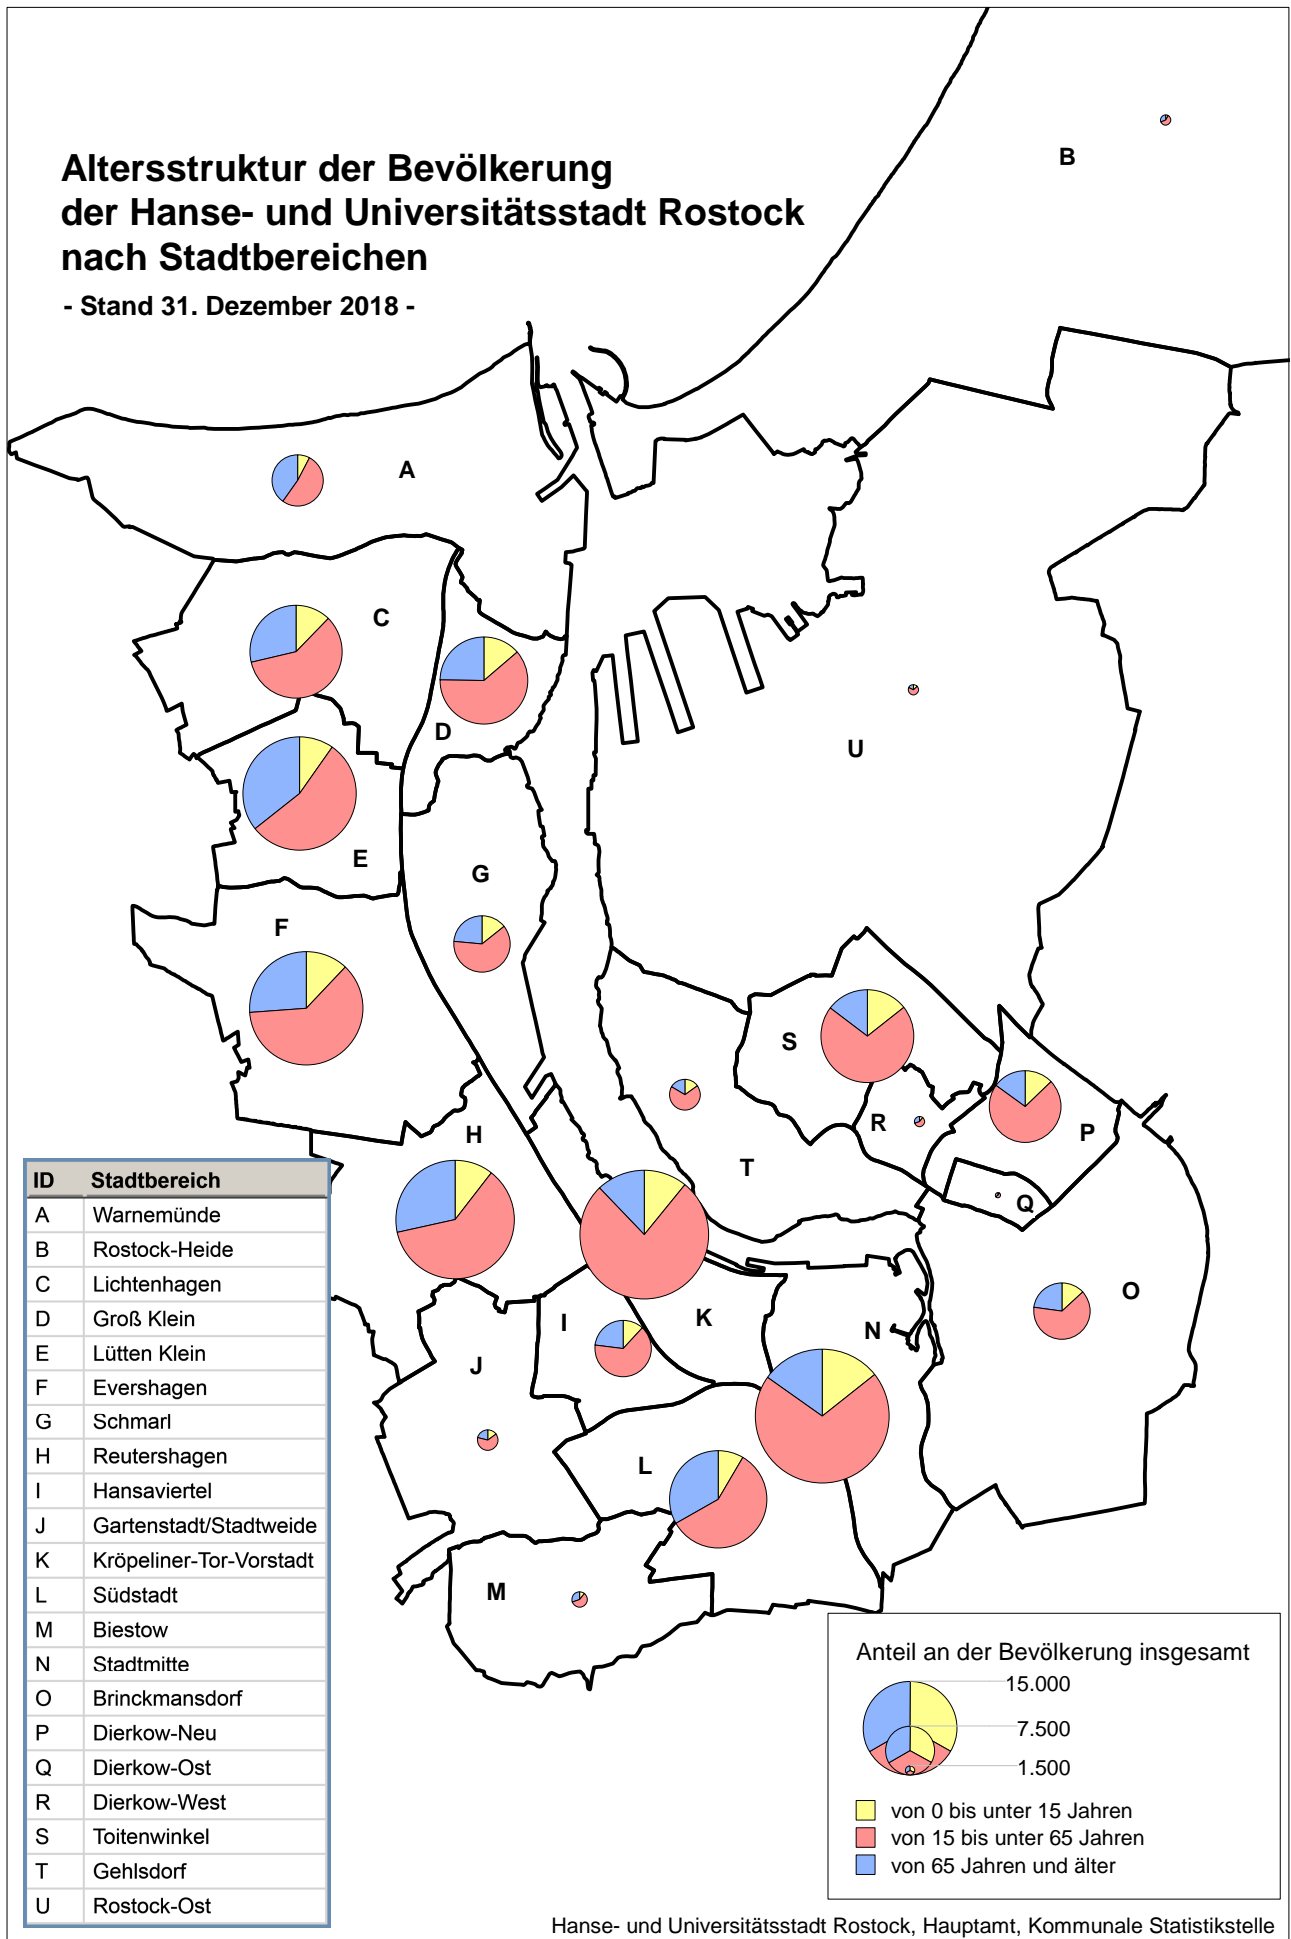 Altersstruktur der Bevölkerung
der Hanse- und Universitätsstadt Rostock
nach Stadtbereichen
- Stand 31. Dezember 2018 -
B
A
C
D
U
E
G
F
S
R
P
H
T
Q
O
I
K
N
J
L
M
ID Stadtbereich
A Warnemünde
B Rostock-Heide
C Lichtenhagen
D Groß Klein
E Lütten Klein
F Evershagen
G Schmarl
H Reutershagen
I Hansaviertel
J Gartenstadt/Stadtweide
K Kröpeliner-Tor-Vorstadt
L Südstadt
M Biestow
N Stadtmitte
O Brinckmansdorf
P Dierkow-Neu
Q Dierkow-Ost
R Dierkow-West
S Toitenwinkel
T Gehlsdorf
U Rostock-Ost
Anteil an der Bevölkerung insgesamt
15.000
7.500
1.500
von 0 bis unter 15 Jahren
von 15 bis unter 65 Jahren
von 65 Jahren und älter
Hanse- und Universitätsstadt Rostock, Hauptamt, Kommunale Statistikstelle